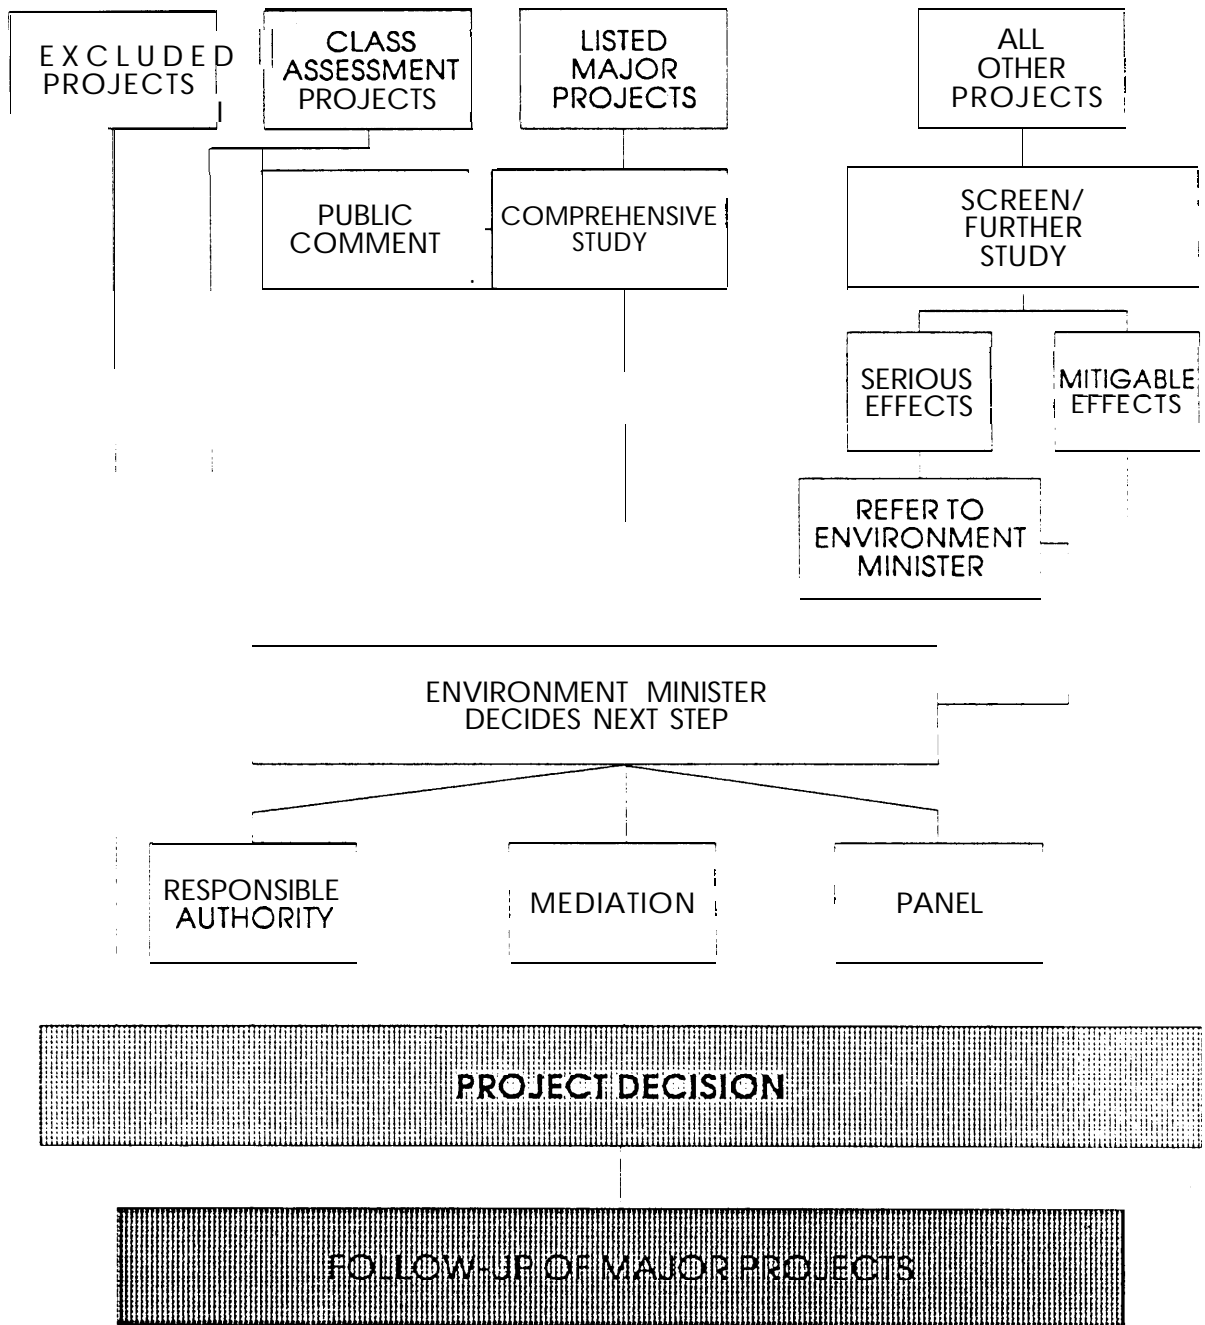 EXCLUDED
PROJECTS
CLASS
ASSESSMENT
PROJECTS
LISTED
MAJOR
PROJECTS
ALL
OTHER
PROJECTS
PUBLIC
COMMENT
COMPREHENSIVE
STUDY
SCREEN/
FURTHER
STUDY
SERIOUS
EFFECTS
MITIGABLE
EFFECTS
REFER TO
ENVIRONMENT
MINISTER
ENVIRONMENT MINISTER
DECIDES NEXT STEP
RESPONSIBLE
AUTHORITY
MEDIATION
PANEL
PROJECT DECISION
FOLLOW-UP OF MAJOR PROJECTS